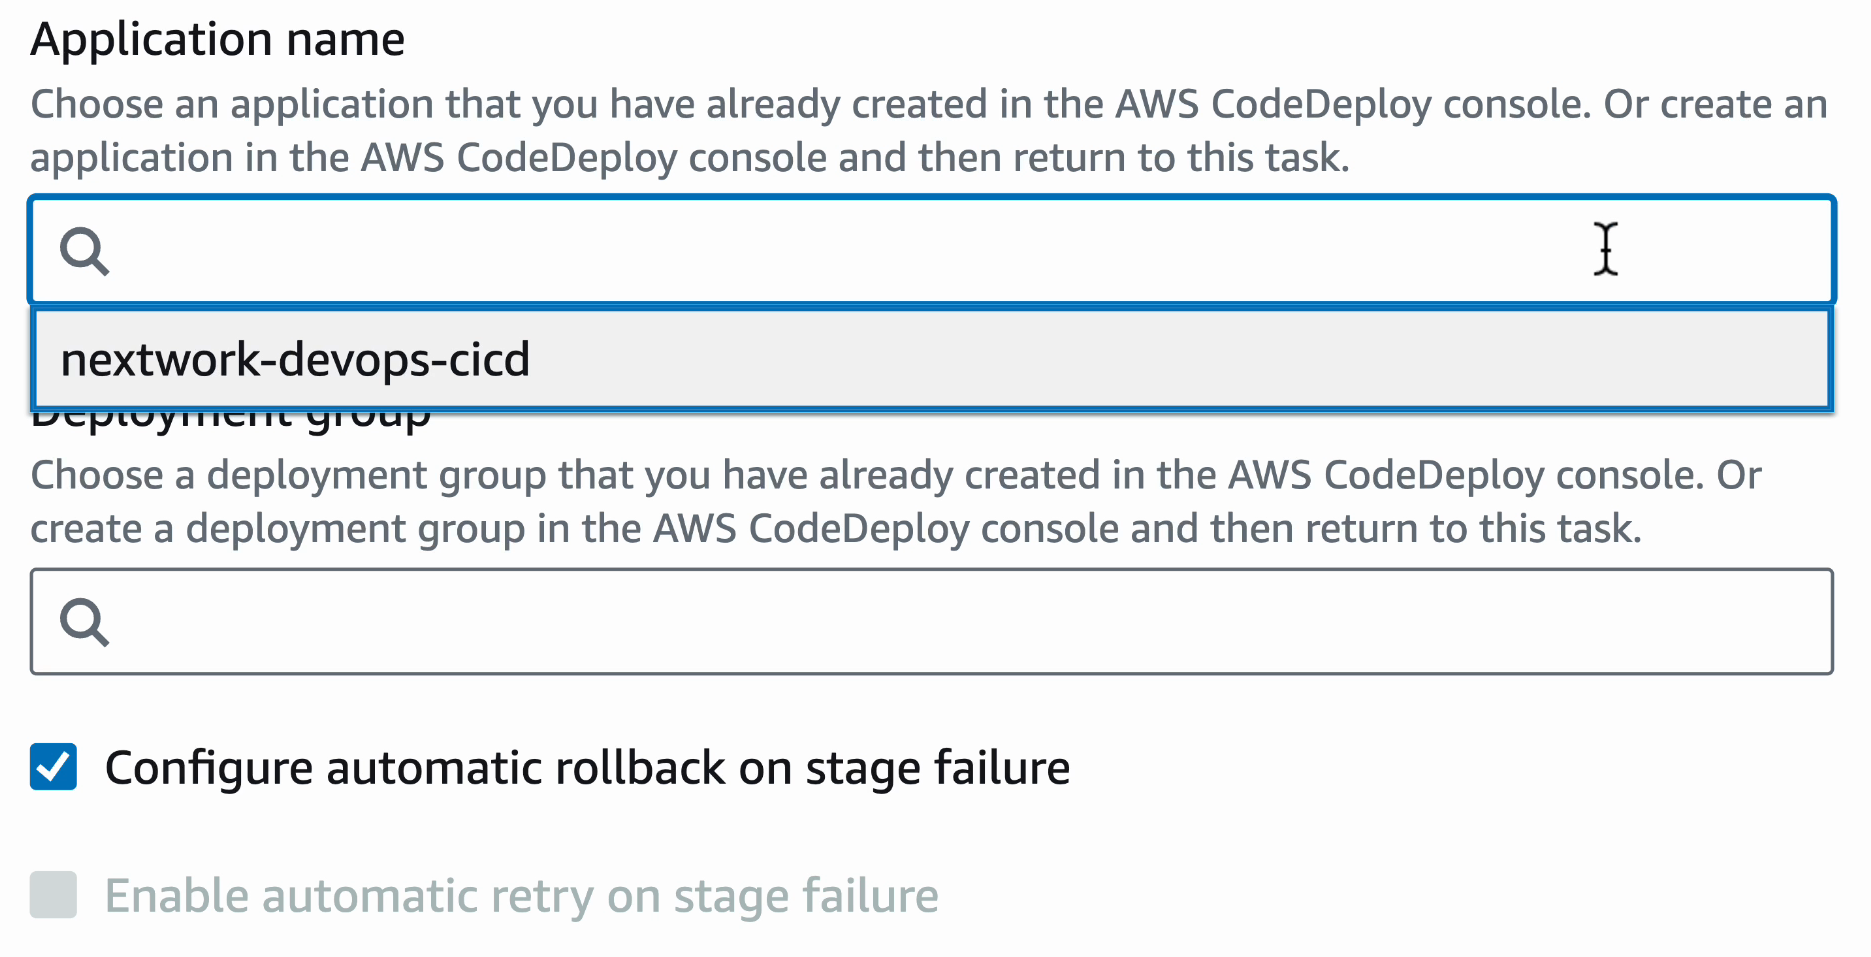 Application name
Choose an application that you have already created in the AWS CodeDeploy console. Or create an
application in the AWS CodeDeploy console and then return to this task.
nextwork-devops-cicd
Deployment group
Choose a deployment group that you have already created in the AWS CodeDeploy console. Or
create a deployment group in the AWS CodeDeploy console and then return to this task.
Configure automatic rollback on stage failure
Enable automatic retry on stage failure